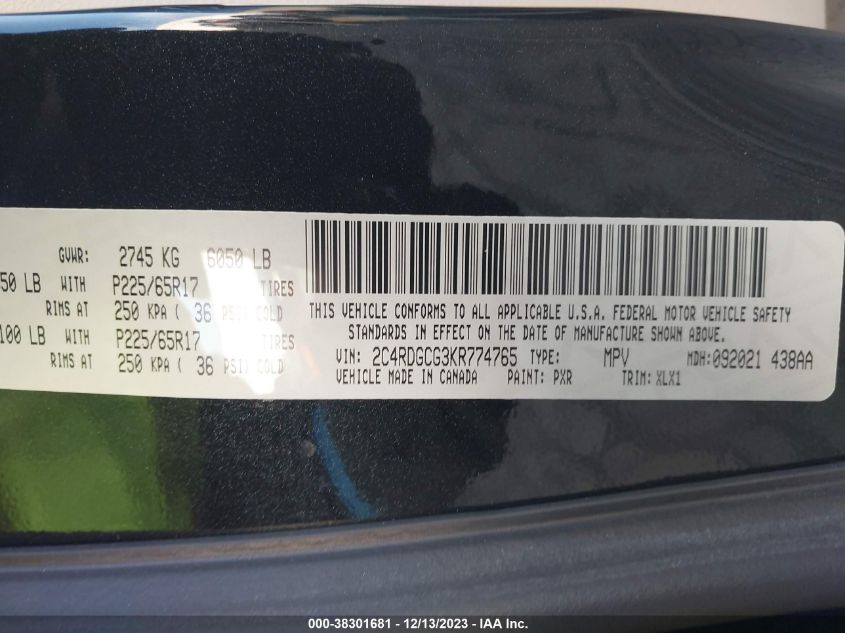 GVWR: 2745 KG 6050 LB
50 LB WITH P225/65R17 TIRES
RIMS AT 250 KPA ( 36 PSI) COLD
100 LB WITH P225/65R17 TIRES
RIMS AT 250 KPA ( 36 PSI) COLD
THIS VEHICLE CONFORMS TO ALL APPLICABLE U.S.A. FEDERAL MOTOR VEHICLE SAFETY
STANDARDS IN EFFECT ON THE DATE OF MANUFACTURE SHOWN ABOVE.
VIN: 2C4RDGCG3KR774765 TYPE: MPV MDH:092021 438AA
VEHICLE MADE IN CANADA PAINT: PXR TRIM: XLX1
000-38301681 - 12/13/2023 - IAA Inc.